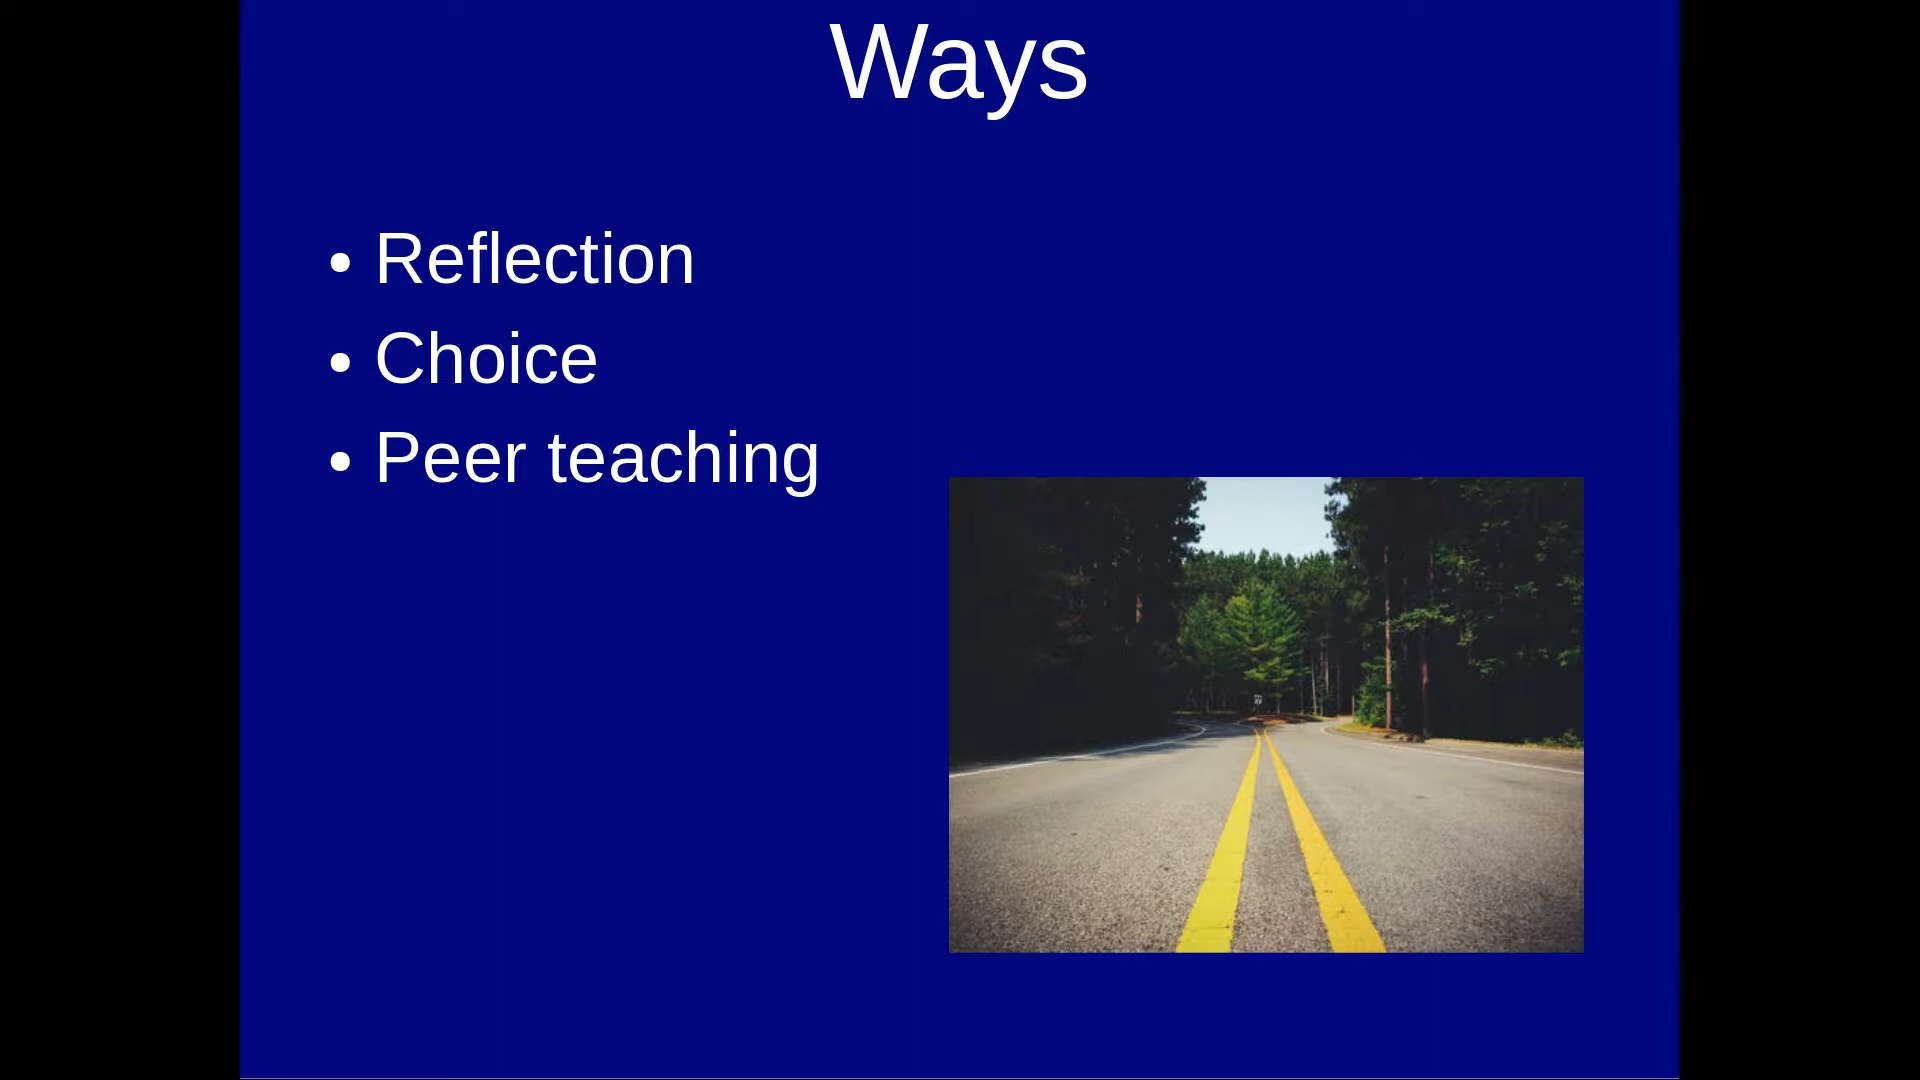 Ways
• Reflection
• Choice
• Peer teaching